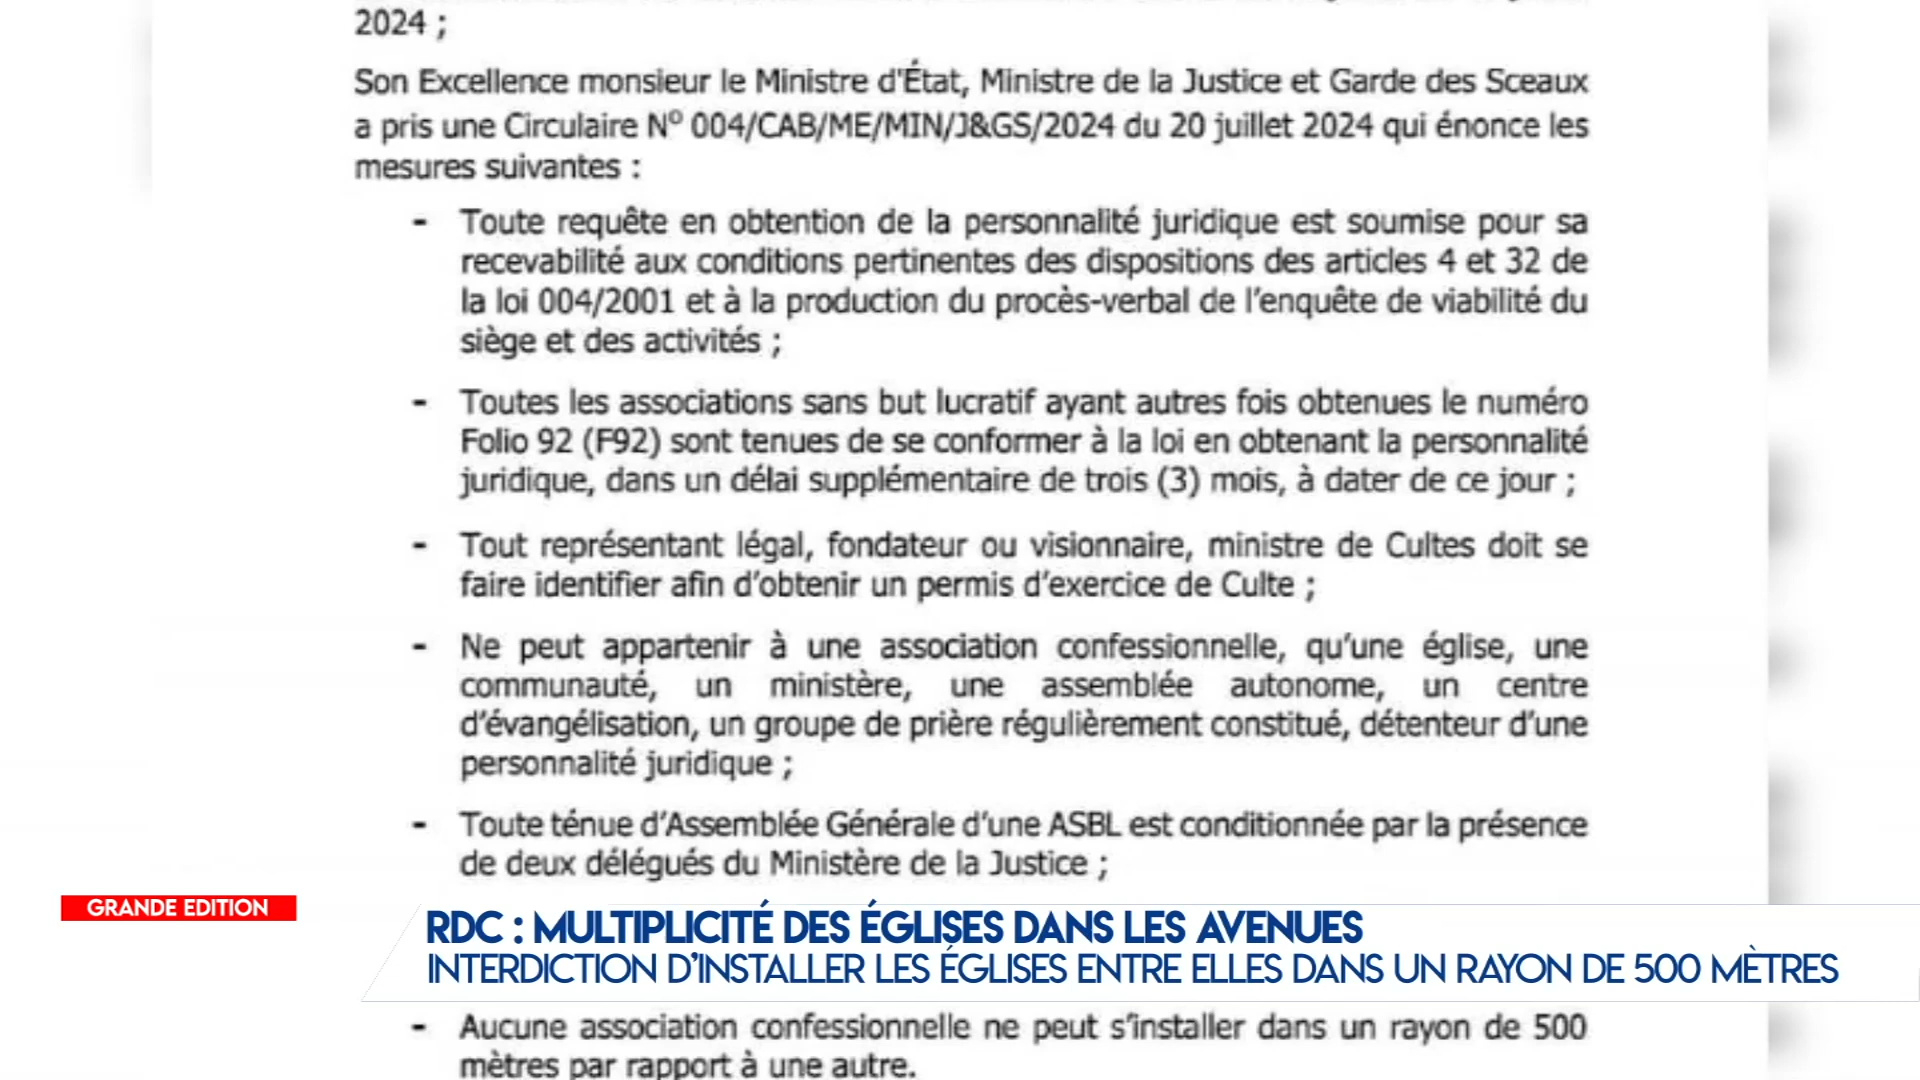 2024 ;
Son Excellence monsieur le Ministre d'État, Ministre de la Justice et Garde des Sceaux
a pris une Circulaire Nº 004/CAB/ME/MIN/J&GS/2024 du 20 juillet 2024 qui énonce les
mesures suivantes :
- Toute requête en obtention de la personnalité juridique est soumise pour sa
recevabilité aux conditions pertinentes des dispositions des articles 4 et 32 de
la loi 004/2001 et à la production du procès-verbal de l'enquête de viabilité du
siège et des activités ;
- Toutes les associations sans but lucratif ayant autres fois obtenues le numéro
Folio 92 (F92) sont tenues de se conformer à la loi en obtenant la personnalité
juridique, dans un délai supplémentaire de trois (3) mois, à dater de ce jour ;
- Tout représentant légal, fondateur ou visionnaire, ministre de Cultes doit se
faire identifier afin d'obtenir un permis d'exercice de Culte ;
- Ne peut appartenir à une association confessionnelle, qu'une église, une
communauté, un ministère, une assemblée autonome, un centre
d'évangélisation, un groupe de prière régulièrement constitué, détenteur d'une
personnalité juridique ;
- Toute ténue d'Assemblée Générale d'une ASBL est conditionnée par la présence
de deux délégués du Ministère de la Justice ;
GRANDE EDITION
RDC : MULTIPLICITÉ DES ÉGLISES DANS LES AVENUES
INTERDICTION D'INSTALLER LES ÉGLISES ENTRE ELLES DANS UN RAYON DE 500 MÈTRES
- Aucune association confessionnelle ne peut s'installer dans un rayon de 500
mètres par rapport à une autre.